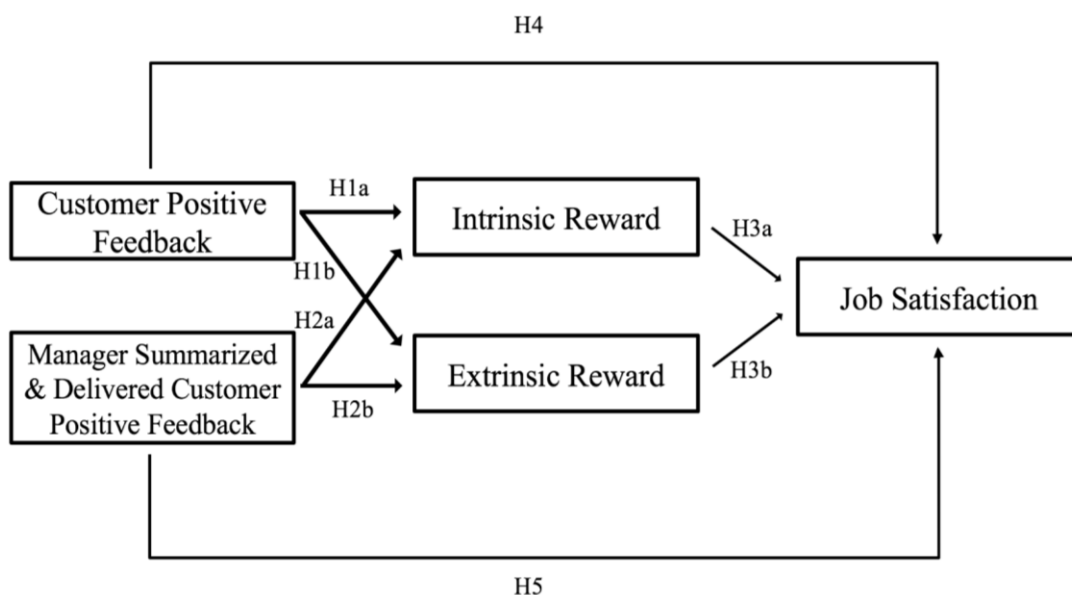 H4
Customer Positive
Feedback
H1a
Intrinsic Reward
H3a
H1b
Job Satisfaction
H2a
Manager Summarized
& Delivered Customer
Positive Feedback
Extrinsic Reward
H3b
H2b
H5